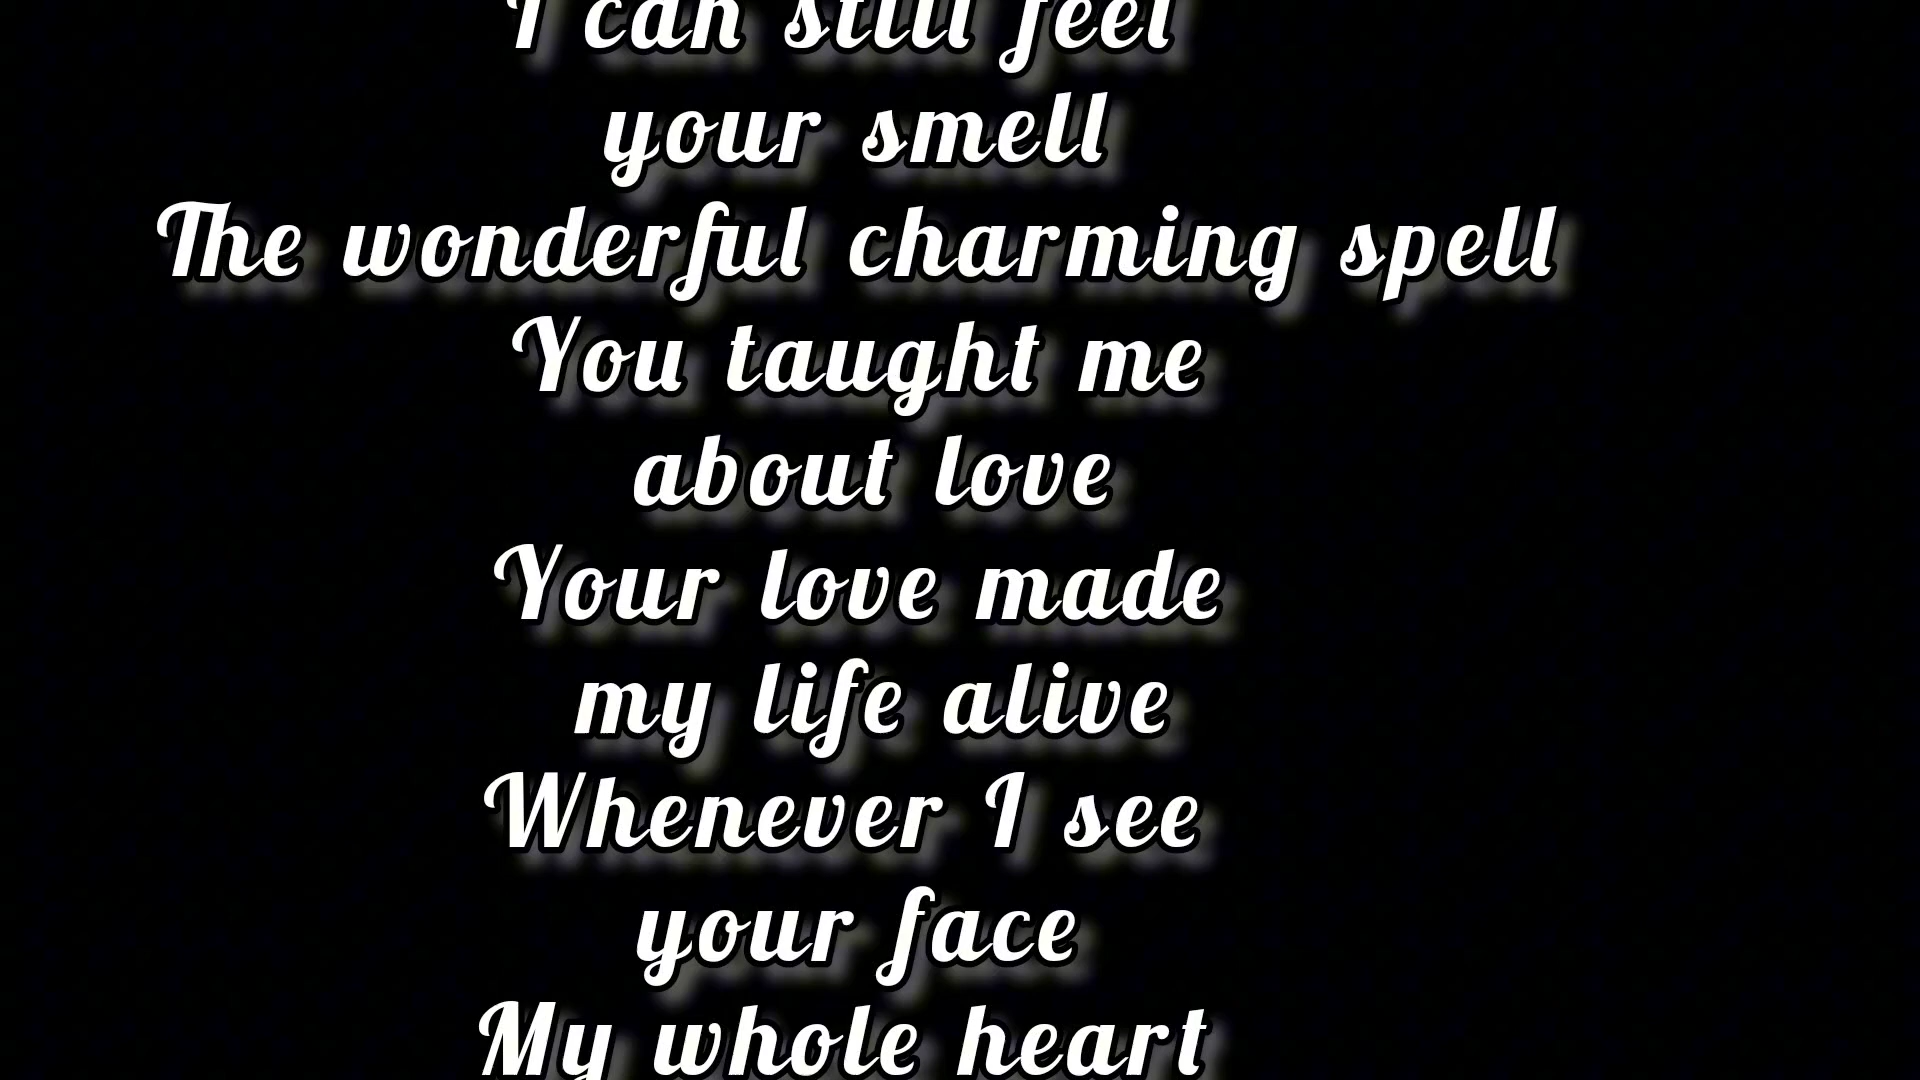 I can still feel
your smell
The wonderful charming spell
You taught me
about love
Your love made
my life alive
Whenever I see
your face
My whole heart